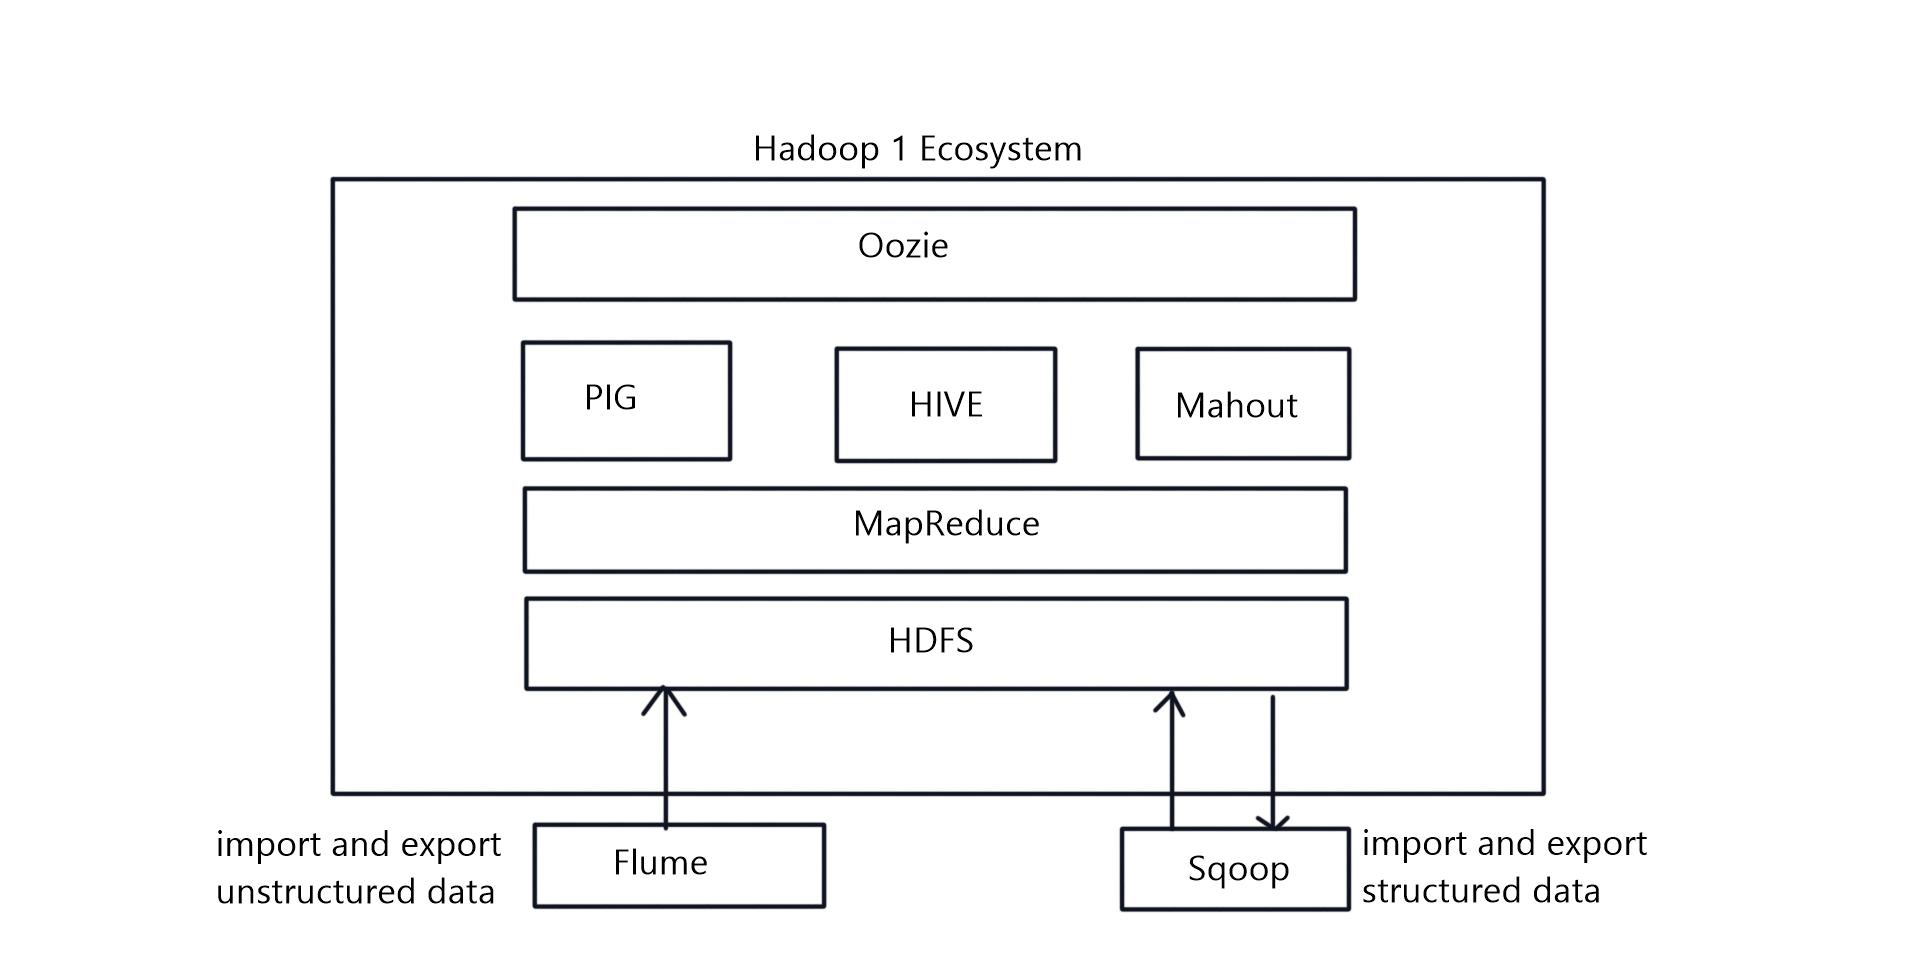 Hadoop 1 Ecosystem
Oozie
PIG
HIVE
Mahout
MapReduce
HDFS
import and export
unstructured data
Flume
Sqoop
import and export
structured data